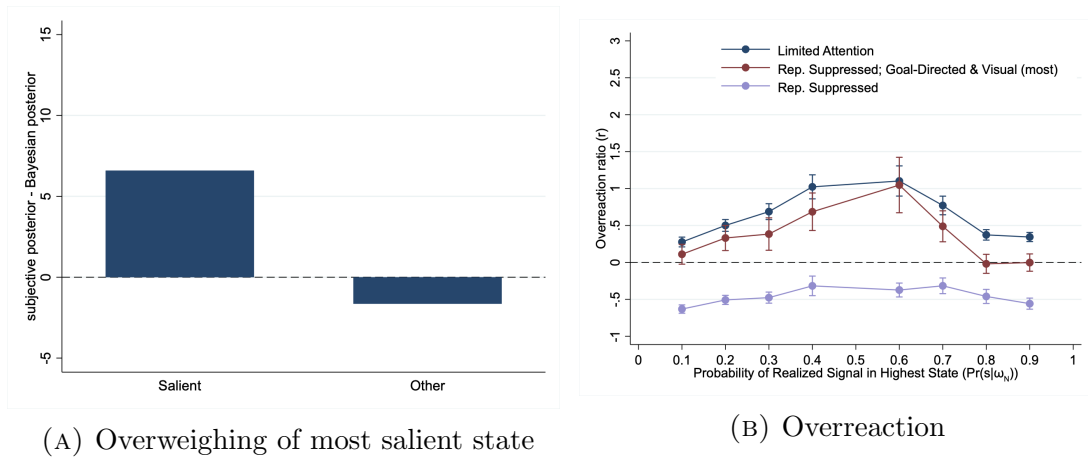 subjective posterior - Bayesian posterior
15
10
5
0
-5
Salient
Other
(A) Overweighing of most salient state
Overreaction ratio (r)
3
2.5
2
1.5
1
.5
0
-.5
-1
Limited Attention
Rep. Suppressed; Goal-Directed & Visual (most)
Rep. Suppressed
0 0.1 0.2 0.3 0.4 0.5 0.6 0.7 0.8 0.9 1
Probability of Realized Signal in Highest State (Pr(s|ω_N))
(B) Overreaction